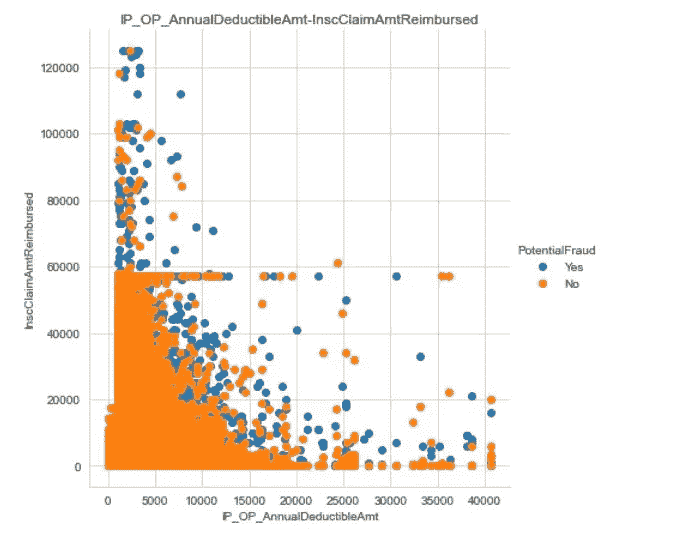 IP_OP_AnnualDeductibleAmt-InscClaimAmtReimbursed
120000
100000
80000
60000
40000
20000
0
InscClaimAmtReimbursed
0 5000 10000 15000 20000 25000 30000 35000 40000
IP_OP_AnnualDeductibleAmt
PotentialFraud
Yes
No